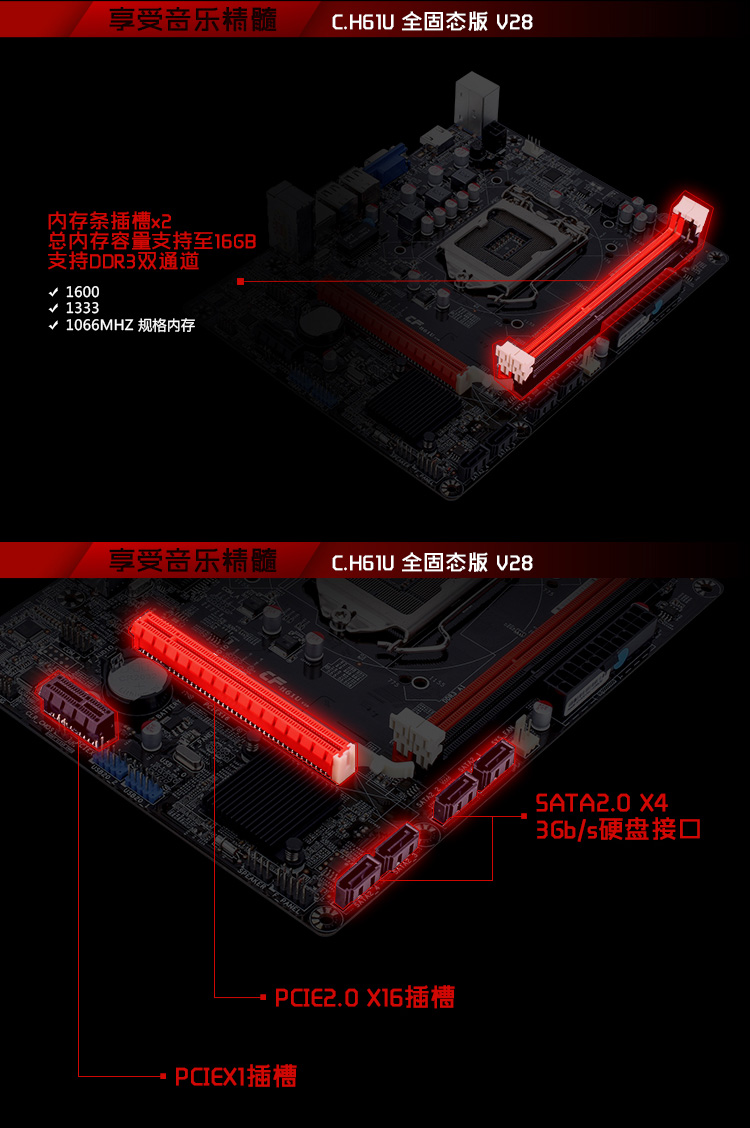 享受音乐精髓 C.H61U 全固态版 V28
内存条插槽x2
总内存容量支持至16GB
支持DDR3双通道
1600
1333
1066MHZ 规格内存
享受音乐精髓 C.H61U 全固态版 V28
SATA2.0 X4
3Gb/s硬盘接口
SPEAKER
F_PANEL
PCIE2.0 X16插槽
PCIEX1插槽